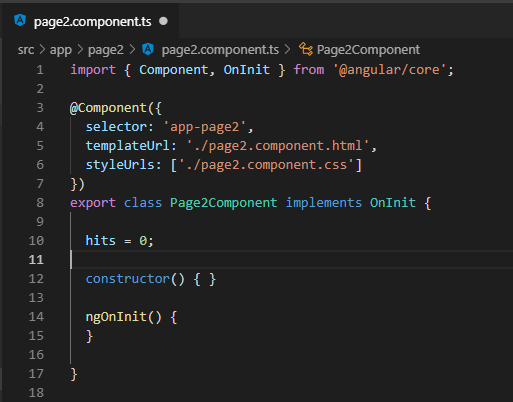 page2.component.ts
src > app > page2 > page2.component.ts > Page2Component
1 import { Component, OnInit } from '@angular/core';
2
3 @Component({
4   selector: 'app-page2',
5   templateUrl: './page2.component.html',
6   styleUrls: ['./page2.component.css']
7 })
8 export class Page2Component implements OnInit {
9
10   hits = 0;
11
12   constructor() { }
13
14   ngOnInit() {
15   }
16
17 }
18